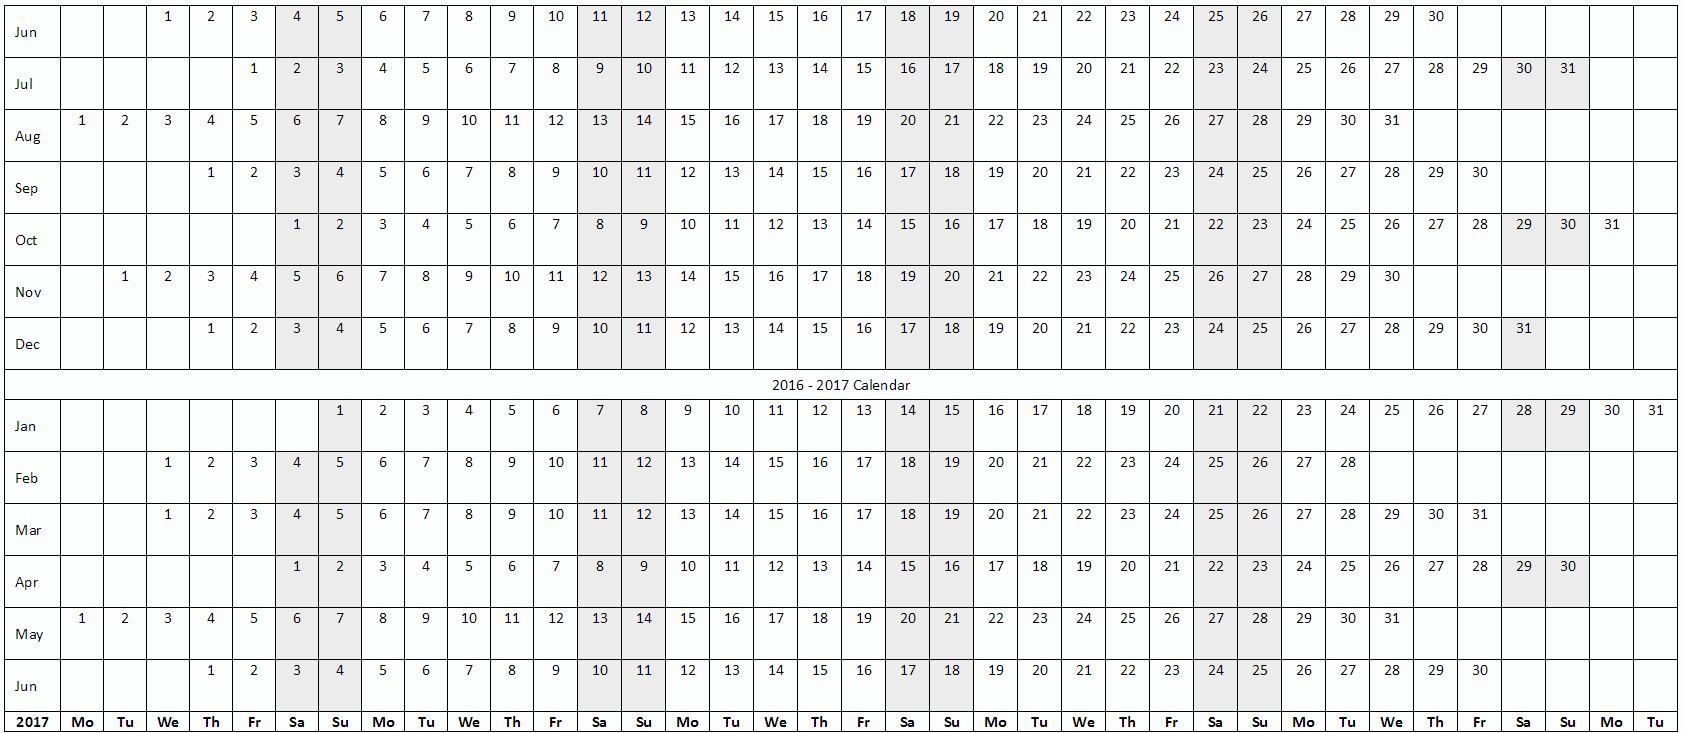 Jun 1 2 3 4 5 6 7 8 9 10 11 12 13 14 15 16 17 18 19 20 21 22 23 24 25 26 27 28 29 30
Jul 1 2 3 4 5 6 7 8 9 10 11 12 13 14 15 16 17 18 19 20 21 22 23 24 25 26 27 28 29 30 31
Aug 1 2 3 4 5 6 7 8 9 10 11 12 13 14 15 16 17 18 19 20 21 22 23 24 25 26 27 28 29 30 31
Sep 1 2 3 4 5 6 7 8 9 10 11 12 13 14 15 16 17 18 19 20 21 22 23 24 25 26 27 28 29 30
Oct 1 2 3 4 5 6 7 8 9 10 11 12 13 14 15 16 17 18 19 20 21 22 23 24 25 26 27 28 29 30 31
Nov 1 2 3 4 5 6 7 8 9 10 11 12 13 14 15 16 17 18 19 20 21 22 23 24 25 26 27 28 29 30
Dec 1 2 3 4 5 6 7 8 9 10 11 12 13 14 15 16 17 18 19 20 21 22 23 24 25 26 27 28 29 30 31
2016 - 2017 Calendar
Jan 1 2 3 4 5 6 7 8 9 10 11 12 13 14 15 16 17 18 19 20 21 22 23 24 25 26 27 28 29 30 31
Feb 1 2 3 4 5 6 7 8 9 10 11 12 13 14 15 16 17 18 19 20 21 22 23 24 25 26 27 28
Mar 1 2 3 4 5 6 7 8 9 10 11 12 13 14 15 16 17 18 19 20 21 22 23 24 25 26 27 28 29 30 31
Apr 1 2 3 4 5 6 7 8 9 10 11 12 13 14 15 16 17 18 19 20 21 22 23 24 25 26 27 28 29 30
May 1 2 3 4 5 6 7 8 9 10 11 12 13 14 15 16 17 18 19 20 21 22 23 24 25 26 27 28 29 30 31
Jun 1 2 3 4 5 6 7 8 9 10 11 12 13 14 15 16 17 18 19 20 21 22 23 24 25 26 27 28 29 30
2017 Mo Tu We Th Fr Sa Su Mo Tu We Th Fr Sa Su Mo Tu We Th Fr Sa Su Mo Tu We Th Fr Sa Su Mo Tu We Th Fr Sa Su Mo Tu